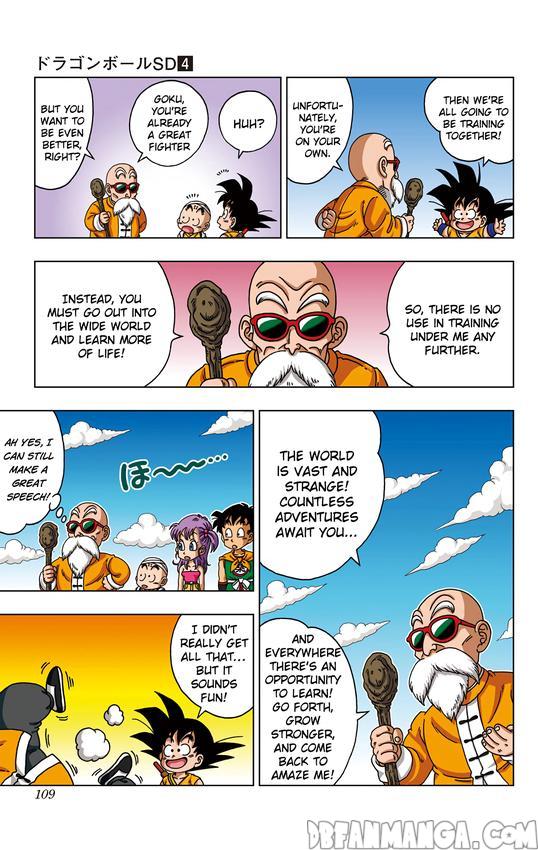 ドラゴンボールSD4
THEN WE'RE
ALL GOING TO
BE TRAINING
TOGETHER!
UNFORTU-
NATELY,
YOU'RE
ON YOUR
OWN.
HUH?
GOKU,
YOU'RE
ALREADY
A GREAT
FIGHTER
BUT YOU
WANT TO
BE EVEN
BETTER,
RIGHT?
SO, THERE IS NO
USE IN TRAINING
UNDER ME ANY
FURTHER.
INSTEAD, YOU
MUST GO OUT INTO
THE WIDE WORLD
AND LEARN MORE
OF LIFE!
THE WORLD
IS VAST AND
STRANGE!
COUNTLESS
ADVENTURES
AWAIT YOU...
AND
EVERYWHERE
THERE'S AN
OPPORTUNITY
TO LEARN!
GO FORTH,
GROW
STRONGER,
AND COME
BACK TO
AMAZE ME!
ほ〜〜…
AH YES, I
CAN STILL
MAKE A
GREAT
SPEECH!
I DIDN'T
REALLY GET
ALL THAT...
BUT IT
SOUNDS
FUN!
109
DBFANMANGA.COM